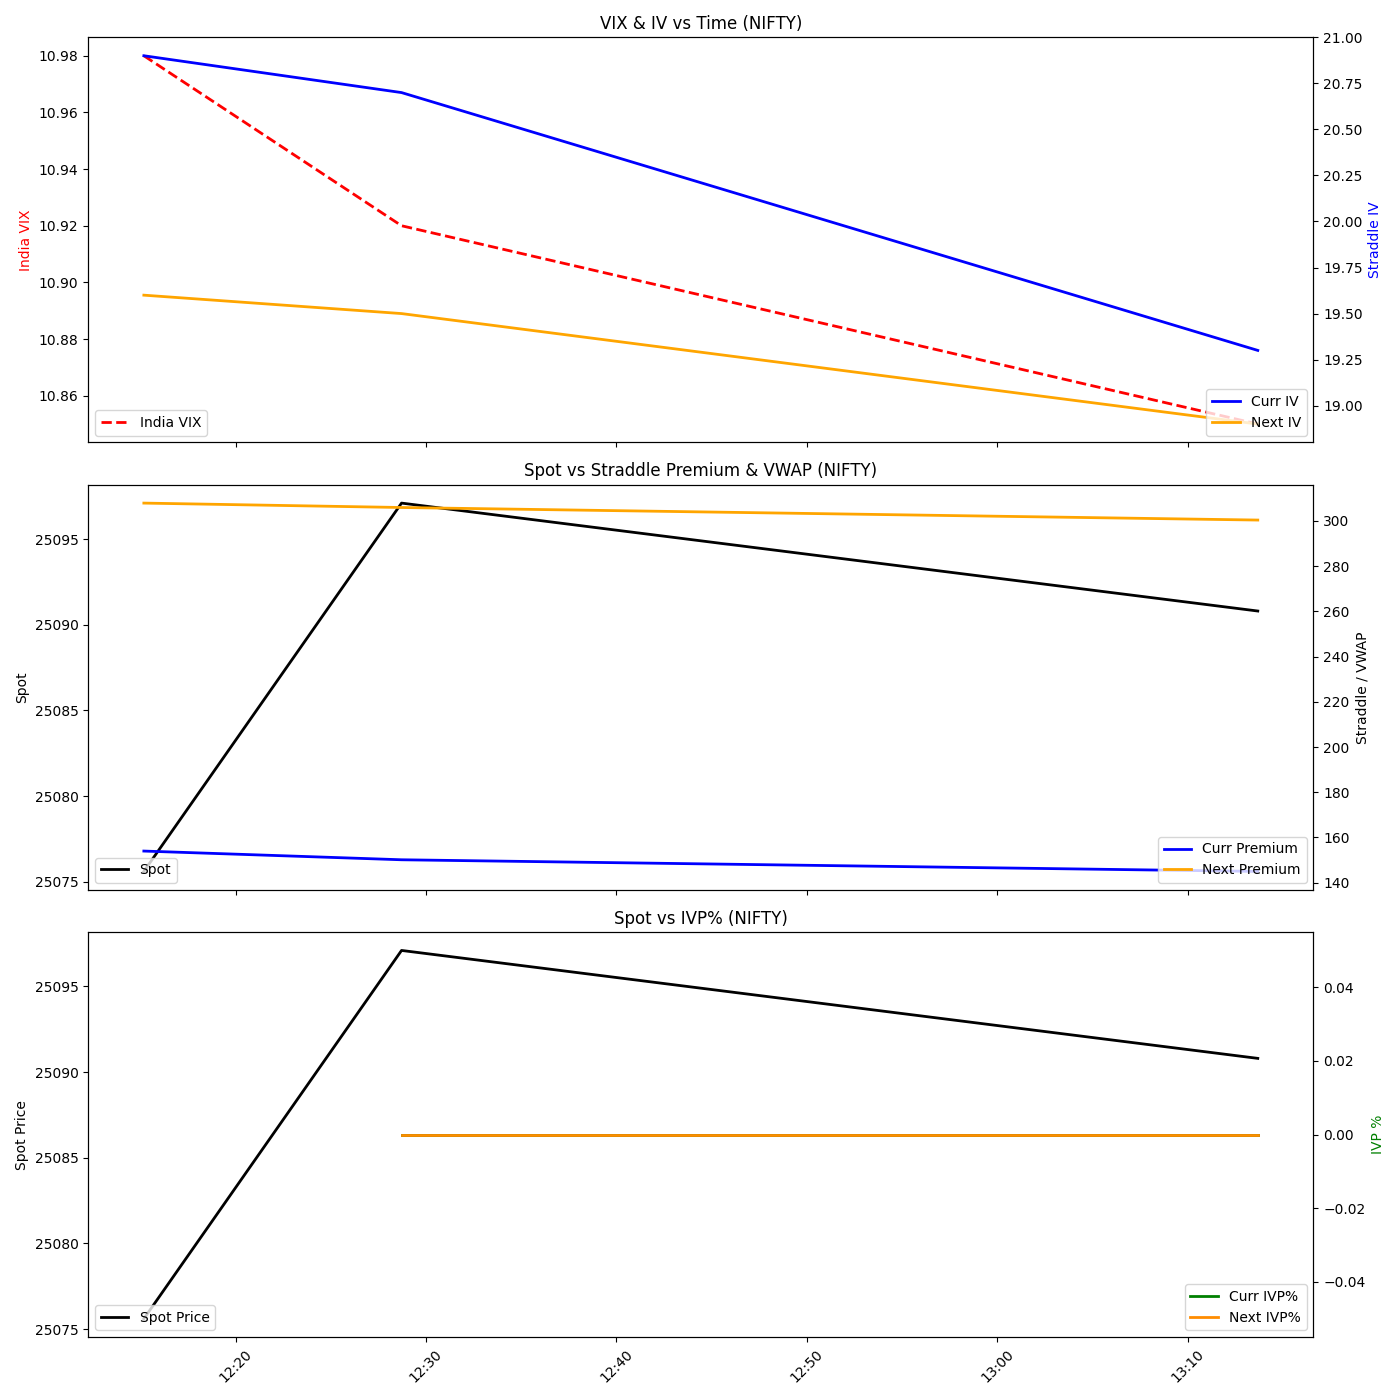 VIX & IV vs Time (NIFTY)
10.98
10.96
10.94
10.92
10.90
10.88
10.86
India VIX
21.00
20.75
20.50
20.25
20.00
19.75
19.50
19.25
19.00
Straddle IV
India VIX
Curr IV
Next IV
Spot vs Straddle Premium & VWAP (NIFTY)
25095
25090
25085
25080
25075
Spot
300
280
260
240
220
200
180
160
140
Straddle / VWAP
Spot
Curr Premium
Next Premium
Spot vs IVP% (NIFTY)
25095
25090
25085
25080
25075
Spot Price
0.04
0.02
0.00
−0.02
−0.04
IVP %
Spot Price
Curr IVP%
Next IVP%
12:20
12:30
12:40
12:50
13:00
13:10